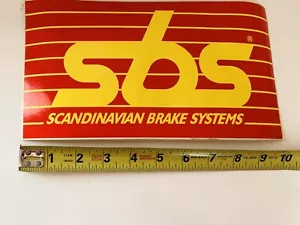 sbs®
SCANDINAVIAN BRAKE SYSTEMS
1 2 3 4 5 6 7 8 9 10